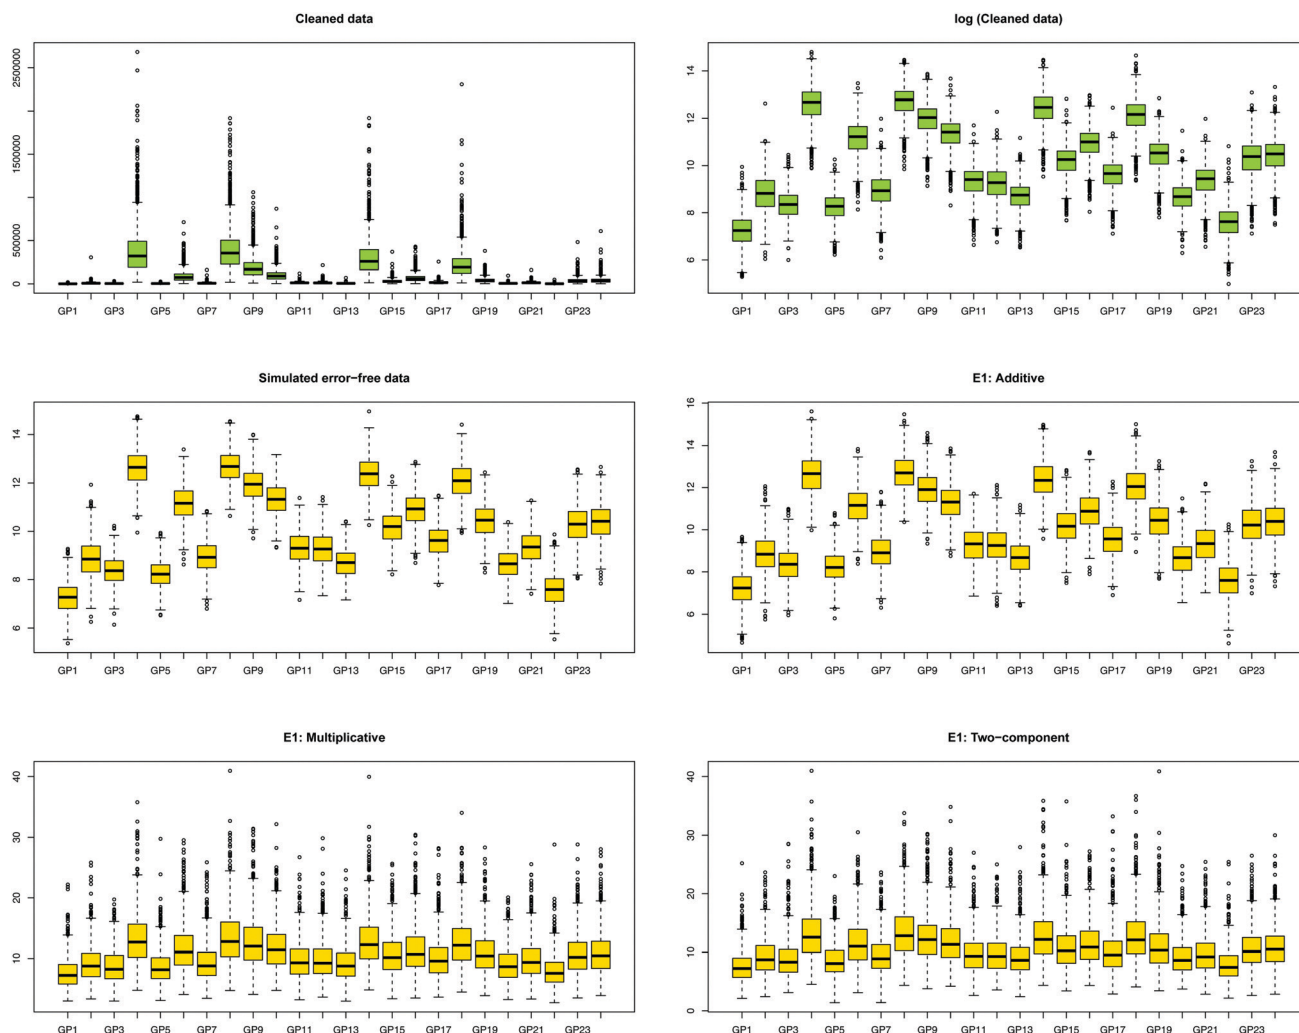 Cleaned data
0 500000 1500000 2500000
GP1 GP3 GP5 GP7 GP9 GP11 GP13 GP15 GP17 GP19 GP21 GP23
log (Cleaned data)
6 8 10 12 14
GP1 GP3 GP5 GP7 GP9 GP11 GP13 GP15 GP17 GP19 GP21 GP23
Simulated error−free data
6 8 10 12 14
GP1 GP3 GP5 GP7 GP9 GP11 GP13 GP15 GP17 GP19 GP21 GP23
E1: Additive
6 8 10 12 14 16
GP1 GP3 GP5 GP7 GP9 GP11 GP13 GP15 GP17 GP19 GP21 GP23
E1: Multiplicative
10 20 30 40
GP1 GP3 GP5 GP7 GP9 GP11 GP13 GP15 GP17 GP19 GP21 GP23
E1: Two−component
0 10 20 30 40
GP1 GP3 GP5 GP7 GP9 GP11 GP13 GP15 GP17 GP19 GP21 GP23